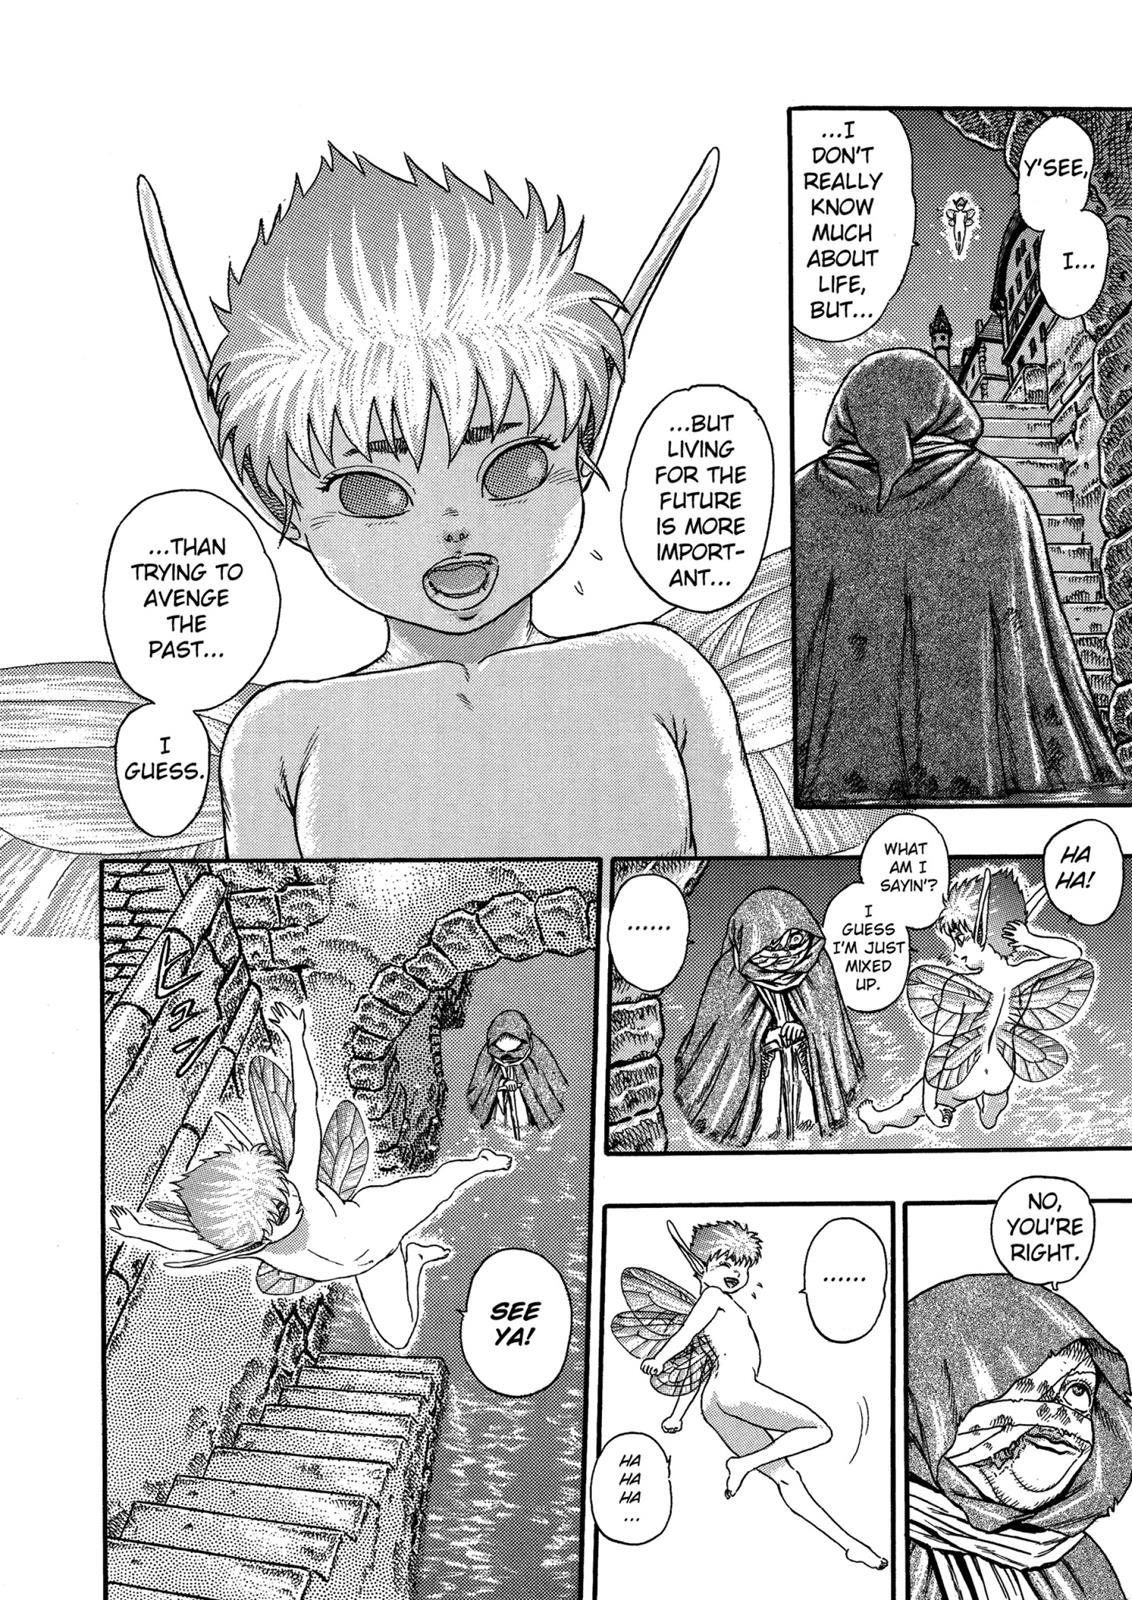 Y'SEE,
I...
...I
DON'T
REALLY
KNOW
MUCH
ABOUT
LIFE,
BUT...
...BUT
LIVING
FOR THE
FUTURE
IS MORE
IMPORT-
ANT...
...THAN
TRYING TO
AVENGE
THE
PAST...
I
GUESS.
HA
HA!
WHAT
AM I
SAYIN'?
I
GUESS
I'M JUST
MIXED
UP.
......
NO,
YOU'RE
RIGHT.
......
HA
HA
HA
...
SEE
YA!